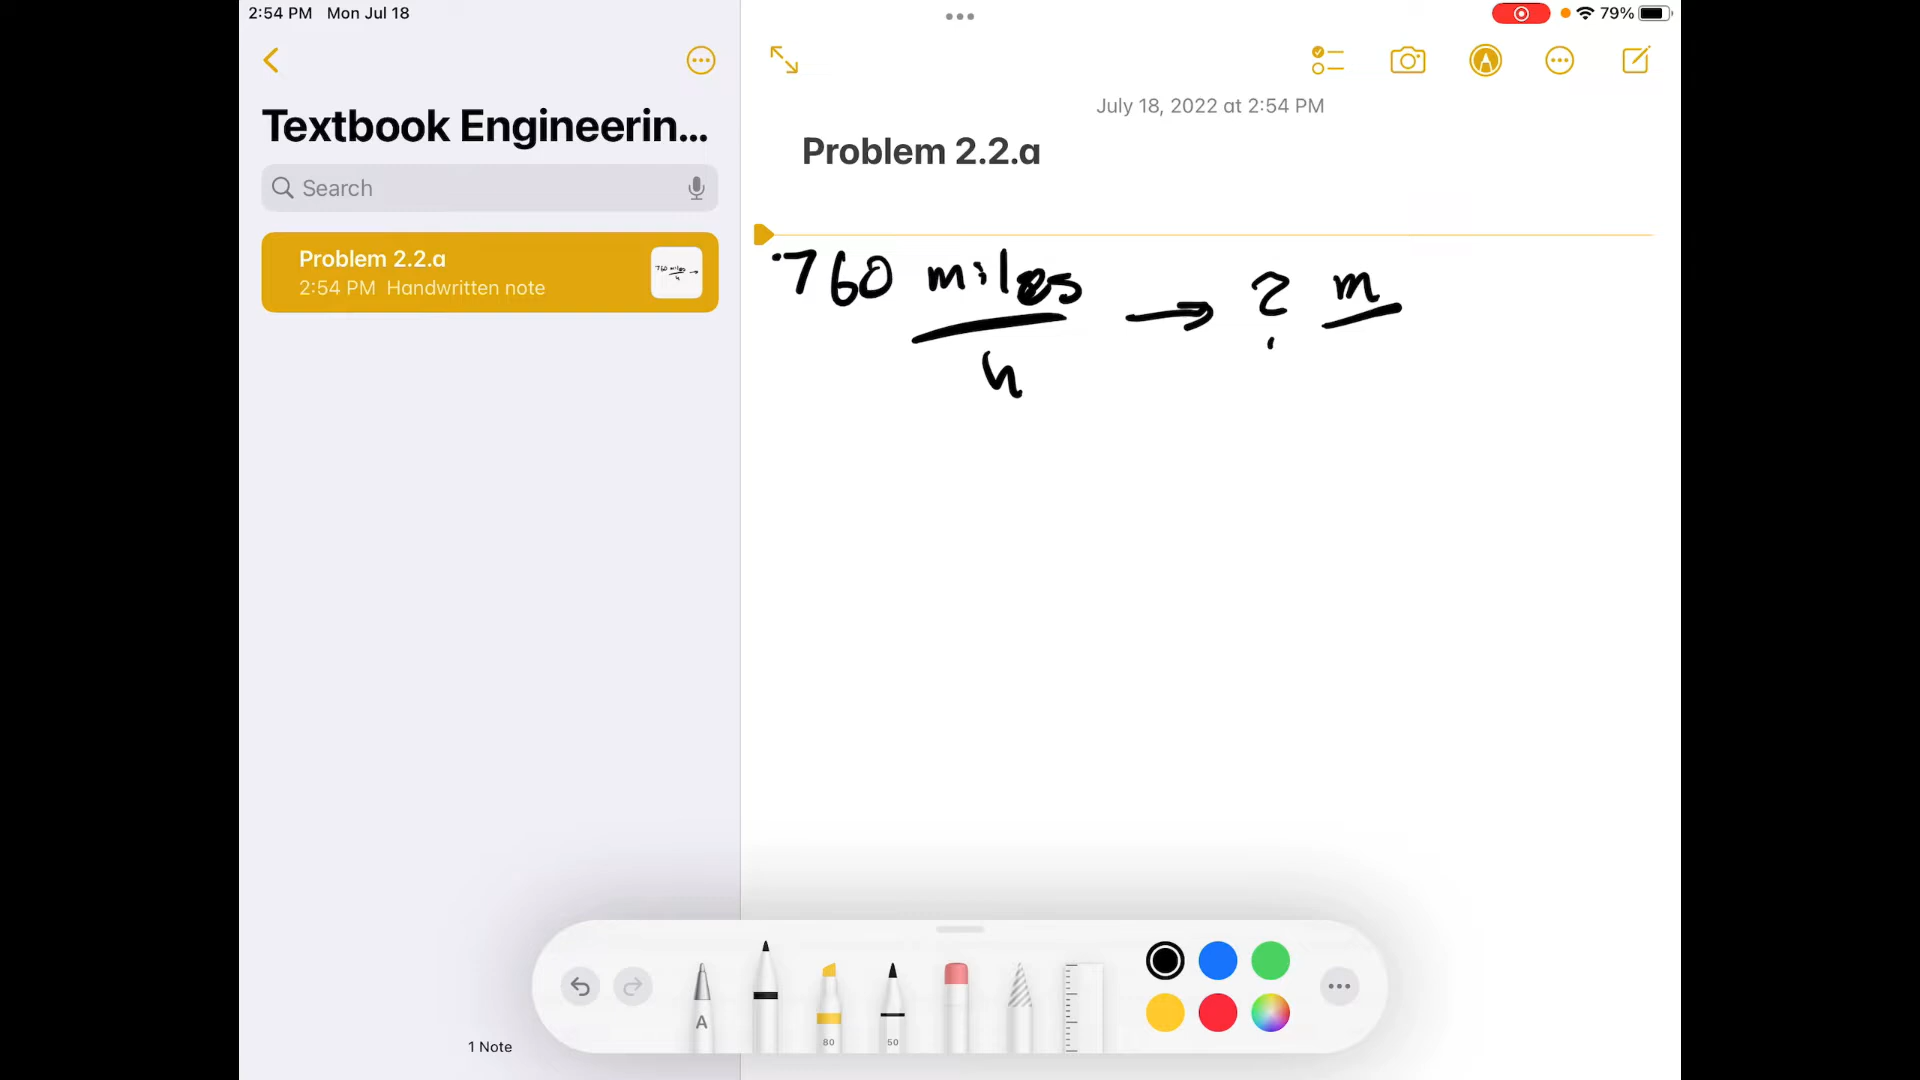 2:54 PM Mon Jul 18
79%
Textbook Engineerin...
Search
Problem 2.2.a
2:54 PM Handwritten note
1 Note
July 18, 2022 at 2:54 PM
Problem 2.2.a
760 miles → ? m
h
A
80
50